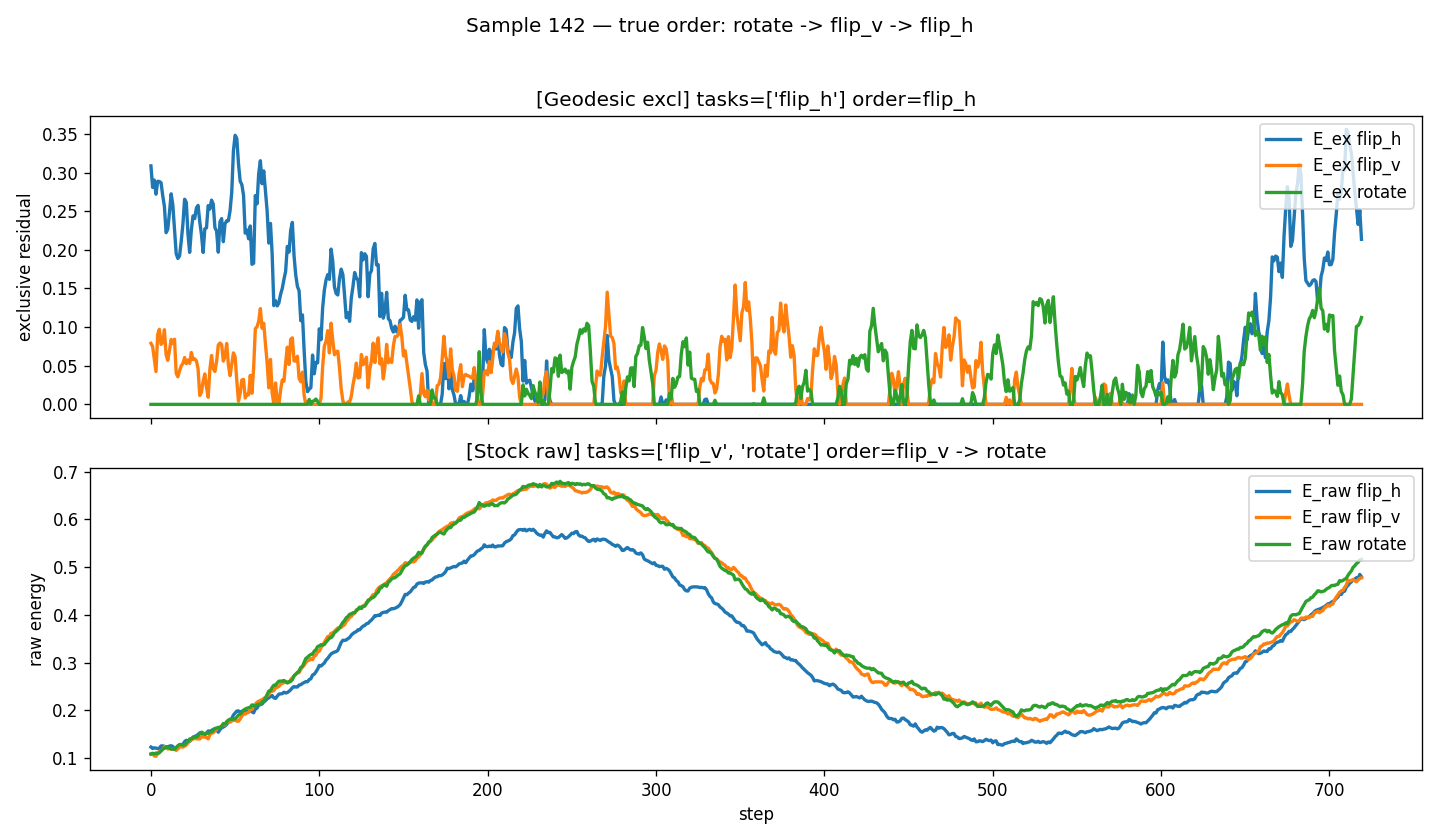 Sample 142 — true order: rotate -> flip_v -> flip_h
[Geodesic excl] tasks=['flip_h'] order=flip_h
exclusive residual
0.35
0.30
0.25
0.20
0.15
0.10
0.05
0.00
E_ex flip_h
E_ex flip_v
E_ex rotate
[Stock raw] tasks=['flip_v', 'rotate'] order=flip_v -> rotate
raw energy
0.7
0.6
0.5
0.4
0.3
0.2
0.1
E_raw flip_h
E_raw flip_v
E_raw rotate
0 100 200 300 400 500 600 700
step